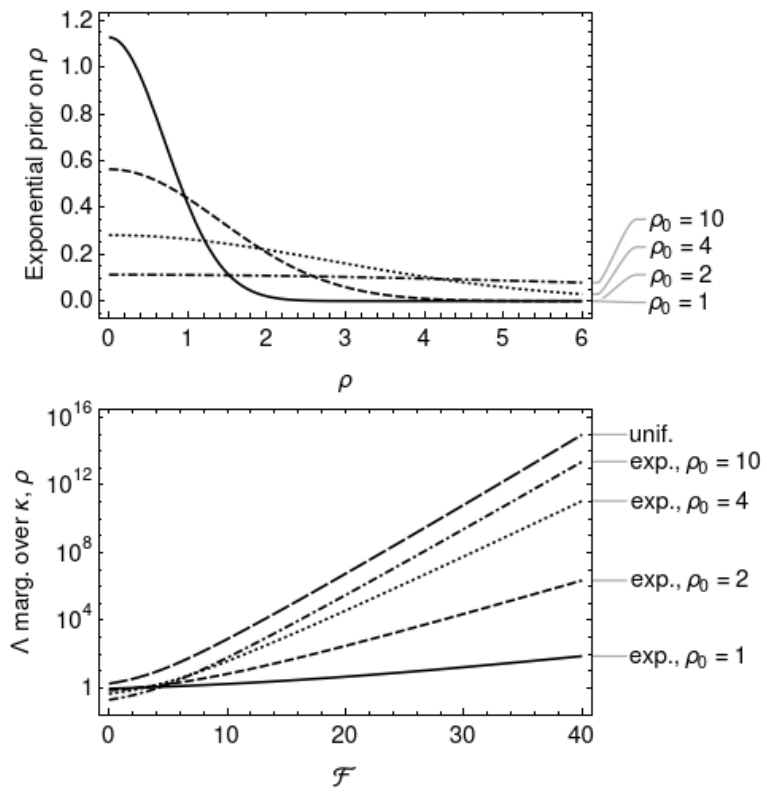 Exponential prior on ρ
1.2
1.0
0.8
0.6
0.4
0.2
0.0
0 1 2 3 4 5 6
ρ
ρ₀ = 10
ρ₀ = 4
ρ₀ = 2
ρ₀ = 1
Λ marg. over κ, ρ
10¹⁶
10¹²
10⁸
10⁴
1
0 10 20 30 40
ℱ
unif.
exp., ρ₀ = 10
exp., ρ₀ = 4
exp., ρ₀ = 2
exp., ρ₀ = 1